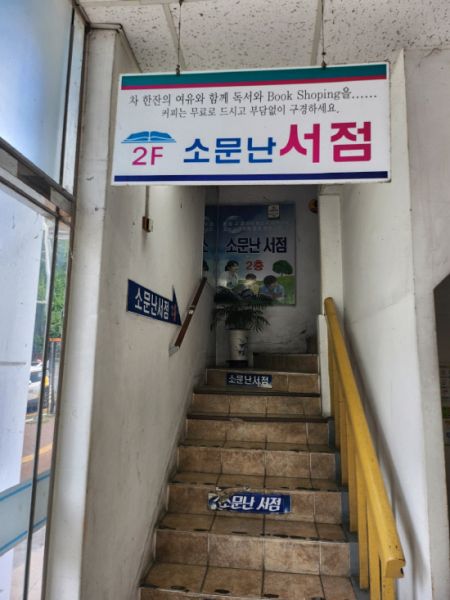 차 한잔의 여유와 함께 독서와 Book Shoping을......
커피는 무료로 드시고 부담없이 구경하세요.
2F 소문난서점
소문난 서점
2층
소문난서점
소문난서점
소문난 서점